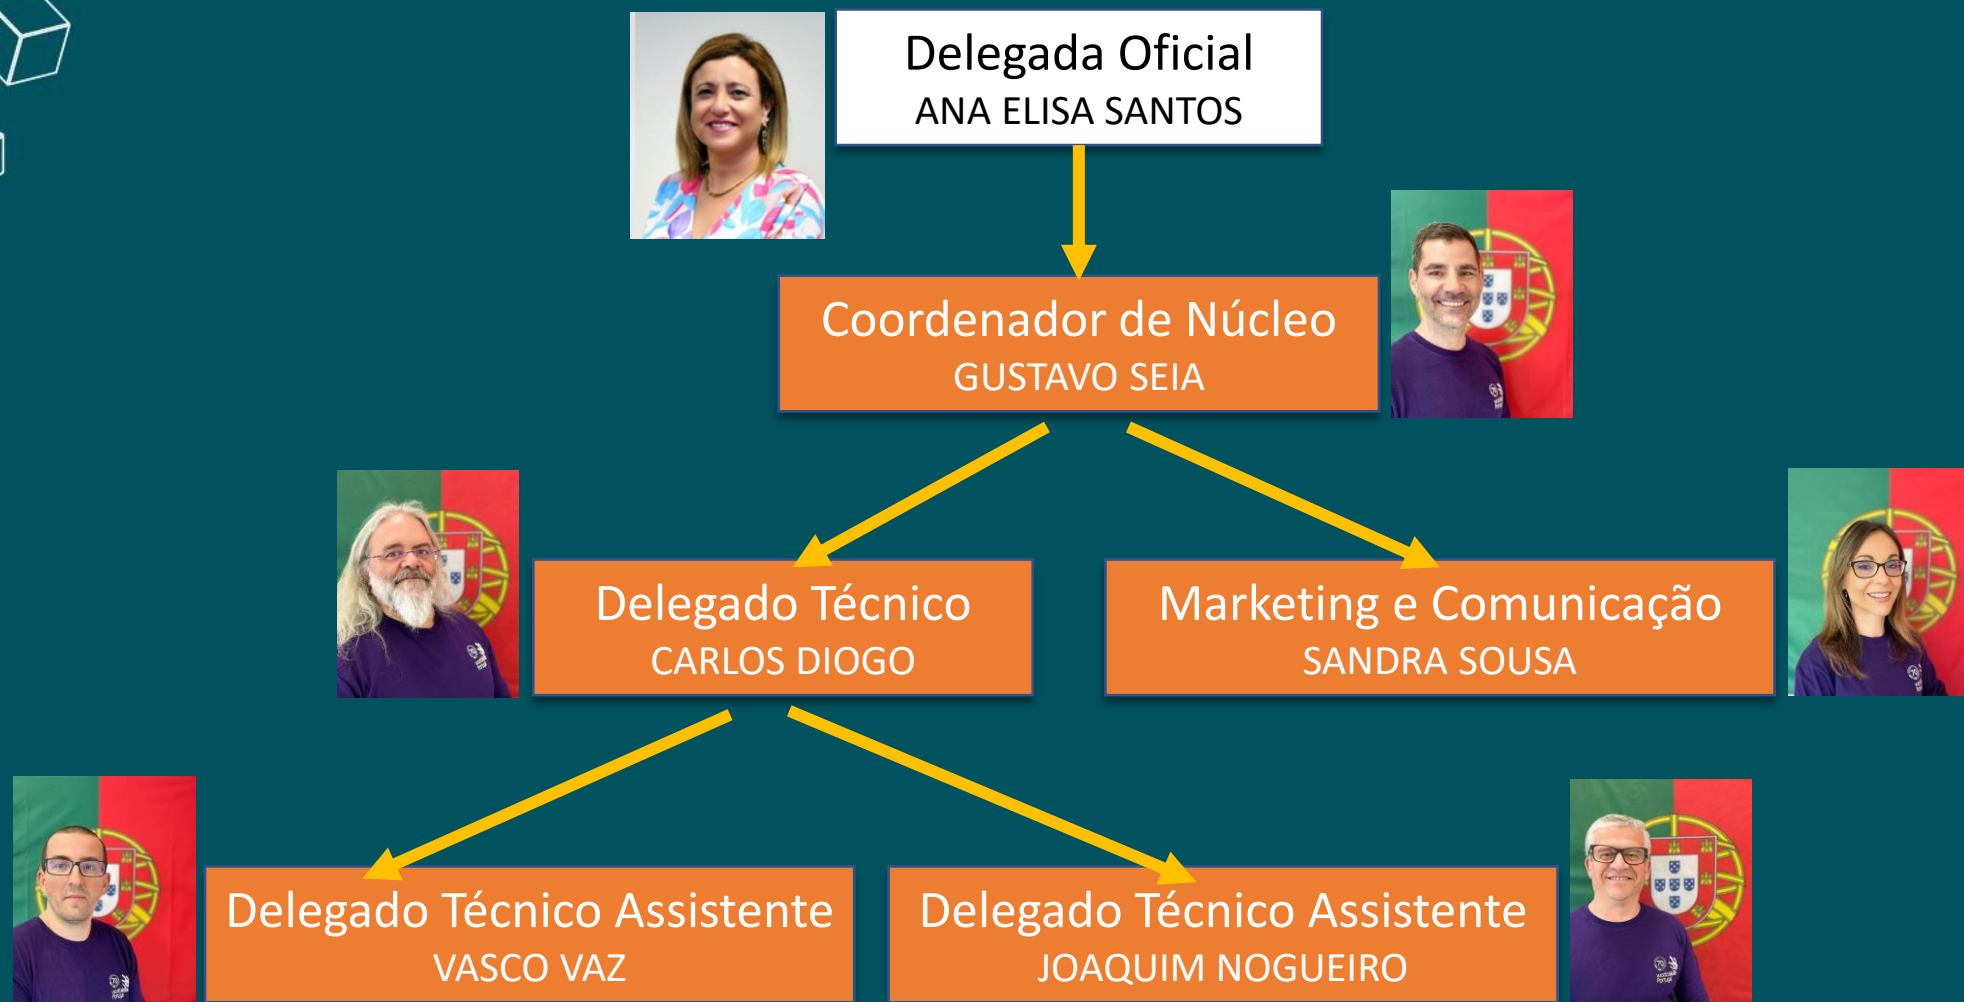 Delegada Oficial
ANA ELISA SANTOS
Coordenador de Núcleo
GUSTAVO SEIA
Delegado Técnico
CARLOS DIOGO
Marketing e Comunicação
SANDRA SOUSA
Delegado Técnico Assistente
VASCO VAZ
Delegado Técnico Assistente
JOAQUIM NOGUEIRO